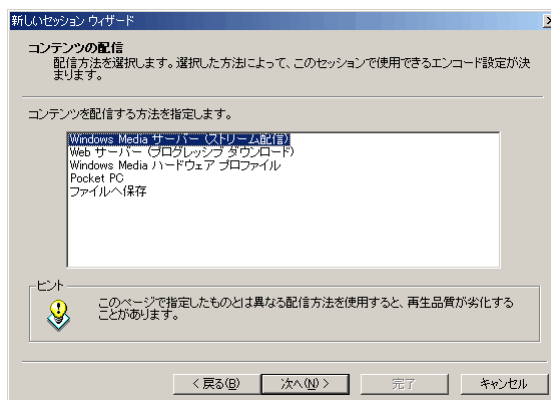 新しいセッション ウィザード
コンテンツの配信
配信方法を選択します。選択した方法によって、このセッションで使用できるエンコード設定が決
まります。
コンテンツを配信する方法を指定します。
Windows Media サーバー (ストリーム配信)
Web サーバー (プログレッシブ ダウンロード)
Windows Media ハードウェア プロファイル
Pocket PC
ファイルへ保存
ヒント
このページで指定したものとは異なる配信方法を使用すると、再生品質が劣化する
ことがあります。
< 戻る(B) 次へ(N) > 完了 キャンセル